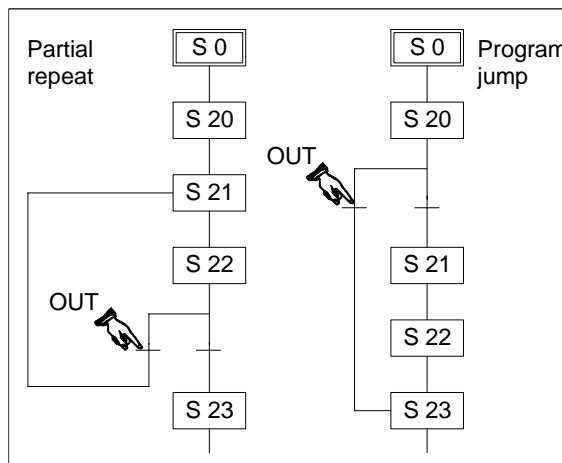 Partial
repeat
S 0
S 20
S 21
S 22
OUT
S 23
Program
jump
S 0
S 20
OUT
S 21
S 22
S 23